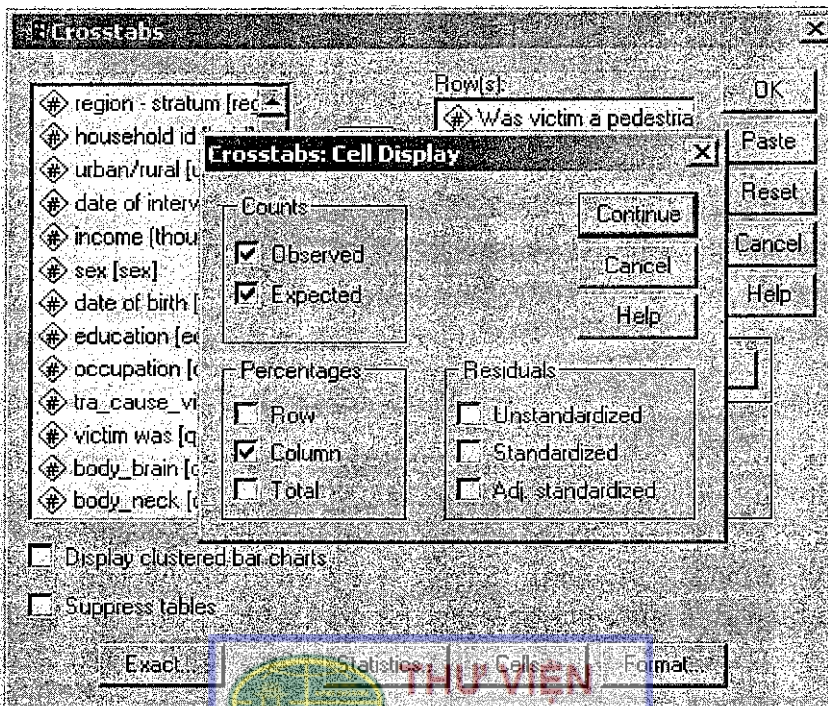 Crosstabs
region - stratum [reg
household id
urban/rural [u
date of interv
income (thou
sex [sex]
date of birth [
education [ed
occupation [o
tra_cause_vi
victim was [q
body_brain [
body_neck [
Row(s):
Was victim a pedestria
OK
Paste
Reset
Cancel
Help
Crosstabs: Cell Display
Counts
Observed
Expected
Continue
Cancel
Help
Percentages
Row
Column
Total
Residuals
Unstandardized
Standardized
Adj. standardized
Display clustered bar charts
Suppress tables
Exact...
Statistics...
Cells...
Format...
THƯ VIỆN